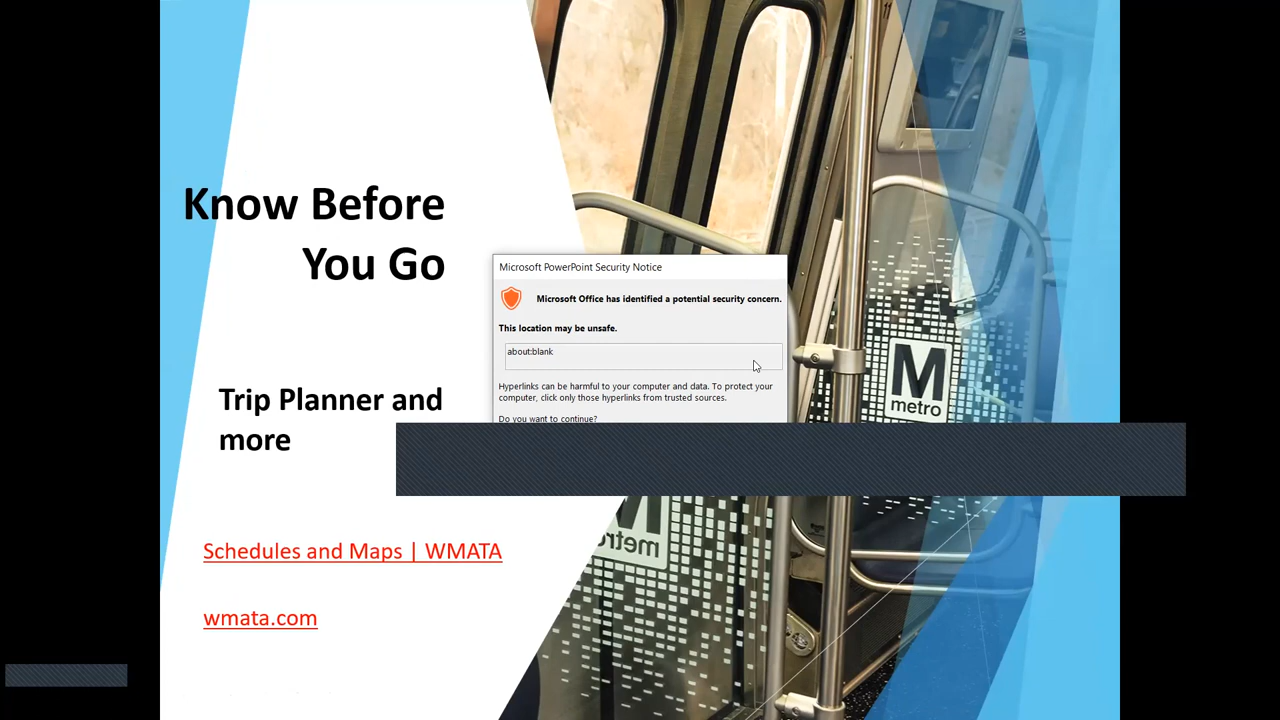 Know Before
You Go
Trip Planner and
more
Schedules and Maps | WMATA
wmata.com
Microsoft PowerPoint Security Notice
Microsoft Office has identified a potential security concern.
This location may be unsafe.
about:blank
Hyperlinks can be harmful to your computer and data. To protect your
computer, click only those hyperlinks from trusted sources.
Do you want to continue?
11
M
metro
M
metro